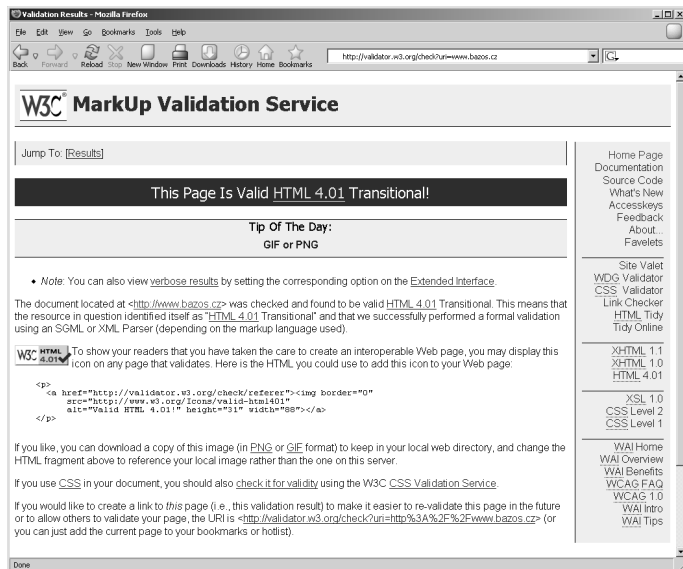 Validation Results - Mozilla Firefox
File Edit View Go Bookmarks Tools Help
Back Forward Reload Stop New Window Print Downloads History Home Bookmarks
http://validator.w3.org/check?uri=www.bazos.cz
G
W3C® MarkUp Validation Service
Jump To: [Results]
This Page Is Valid HTML 4.01 Transitional!
Tip Of The Day:
GIF or PNG
♦ Note: You can also view verbose results by setting the corresponding option on the Extended Interface.
The document located at <http://www.bazos.cz> was checked and found to be valid HTML 4.01 Transitional. This means that
the resource in question identified itself as "HTML 4.01 Transitional" and that we successfully performed a formal validation
using an SGML or XML Parser (depending on the markup language used).
W3C HTML 4.01
To show your readers that you have taken the care to create an interoperable Web page, you may display this
icon on any page that validates. Here is the HTML you could use to add this icon to your Web page:
<p>
<a href="http://validator.w3.org/check/referer"><img border="0"
src="http://www.w3.org/Icons/valid-html401"
alt="Valid HTML 4.01!" height="31" width="88"></a>
</p>
If you like, you can download a copy of this image (in PNG or GIF format) to keep in your local web directory, and change the
HTML fragment above to reference your local image rather than the one on this server.
If you use CSS in your document, you should also check it for validity using the W3C CSS Validation Service.
If you would like to create a link to this page (i.e., this validation result) to make it easier to re-validate this page in the future
or to allow others to validate your page, the URI is <http://validator.w3.org/check?uri=http%3A%2F%2Fwww.bazos.cz> (or
you can just add the current page to your bookmarks or hotlist).
Home Page
Documentation
Source Code
What's New
Accesskeys
Feedback
About...
Favelets
Site Valet
WDG Validator
CSS Validator
Link Checker
HTML Tidy
Tidy Online
XHTML 1.1
XHTML 1.0
HTML 4.01
XSL 1.0
CSS Level 2
CSS Level 1
WAI Home
WAI Overview
WAI Benefits
WCAG FAQ
WCAG 1.0
WAI Intro
WAI Tips
Done